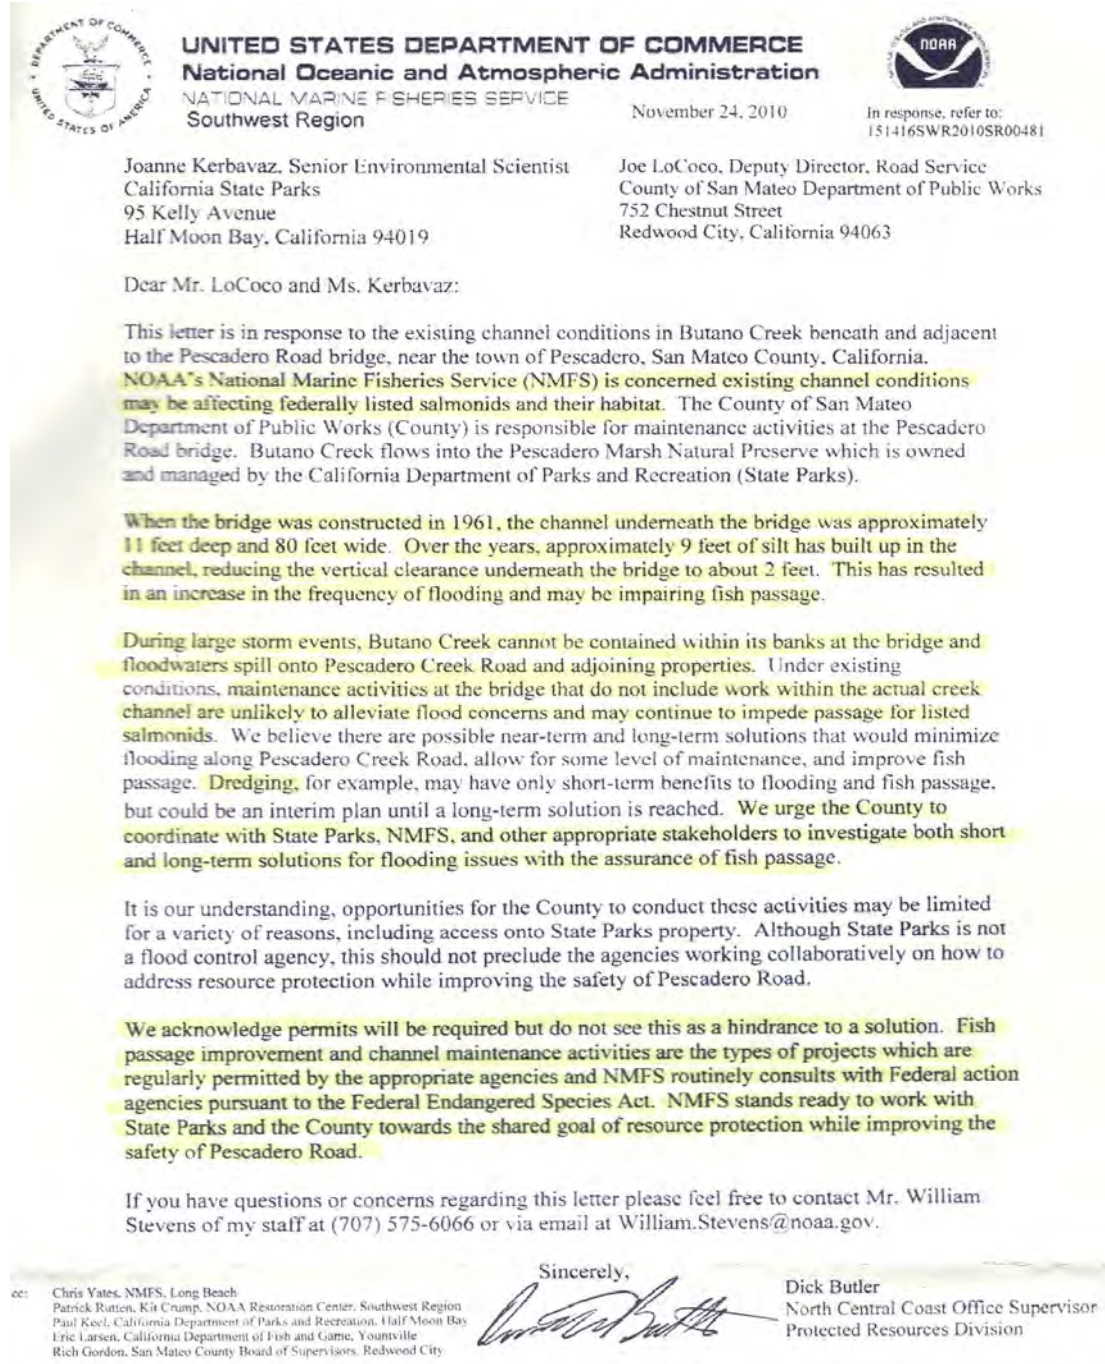 DEPARTMENT OF COMMERCE
UNITED STATES OF AMERICA
UNITED STATES DEPARTMENT OF COMMERCE
National Oceanic and Atmospheric Administration
NATIONAL MARINE FISHERIES SERVICE
Southwest Region
NOAA
November 24, 2010
In response, refer to:
151416SWR2010SR00481
Joanne Kerbavaz, Senior Environmental Scientist
California State Parks
95 Kelly Avenue
Half Moon Bay, California 94019
Joe LoCoco, Deputy Director, Road Service
County of San Mateo Department of Public Works
752 Chestnut Street
Redwood City, California 94063
Dear Mr. LoCoco and Ms. Kerbavaz:
This letter is in response to the existing channel conditions in Butano Creek beneath and adjacent
to the Pescadero Road bridge, near the town of Pescadero, San Mateo County, California.
NOAA's National Marine Fisheries Service (NMFS) is concerned existing channel conditions
may be affecting federally listed salmonids and their habitat. The County of San Mateo
Department of Public Works (County) is responsible for maintenance activities at the Pescadero
Road bridge. Butano Creek flows into the Pescadero Marsh Natural Preserve which is owned
and managed by the California Department of Parks and Recreation (State Parks).
When the bridge was constructed in 1961, the channel underneath the bridge was approximately
11 feet deep and 80 feet wide. Over the years, approximately 9 feet of silt has built up in the
channel, reducing the vertical clearance underneath the bridge to about 2 feet. This has resulted
in an increase in the frequency of flooding and may be impairing fish passage.
During large storm events, Butano Creek cannot be contained within its banks at the bridge and
floodwaters spill onto Pescadero Creek Road and adjoining properties. Under existing
conditions, maintenance activities at the bridge that do not include work within the actual creek
channel are unlikely to alleviate flood concerns and may continue to impede passage for listed
salmonids. We believe there are possible near-term and long-term solutions that would minimize
flooding along Pescadero Creek Road, allow for some level of maintenance, and improve fish
passage. Dredging, for example, may have only short-term benefits to flooding and fish passage,
but could be an interim plan until a long-term solution is reached. We urge the County to
coordinate with State Parks, NMFS, and other appropriate stakeholders to investigate both short
and long-term solutions for flooding issues with the assurance of fish passage.
It is our understanding, opportunities for the County to conduct these activities may be limited
for a variety of reasons, including access onto State Parks property. Although State Parks is not
a flood control agency, this should not preclude the agencies working collaboratively on how to
address resource protection while improving the safety of Pescadero Road.
We acknowledge permits will be required but do not see this as a hindrance to a solution. Fish
passage improvement and channel maintenance activities are the types of projects which are
regularly permitted by the appropriate agencies and NMFS routinely consults with Federal action
agencies pursuant to the Federal Endangered Species Act. NMFS stands ready to work with
State Parks and the County towards the shared goal of resource protection while improving the
safety of Pescadero Road.
If you have questions or concerns regarding this letter please feel free to contact Mr. William
Stevens of my staff at (707) 575-6066 or via email at William.Stevens@noaa.gov.
Sincerely,
Dick Butler
North Central Coast Office Supervisor
Protected Resources Division
cc: Chris Yates, NMFS, Long Beach
Patrick Rutten, Kit Crump, NOAA Restoration Center, Southwest Region
Paul Keel, California Department of Parks and Recreation, Half Moon Bay
Eric Larsen, California Department of Fish and Game, Yountville
Rich Gordon, San Mateo County Board of Supervisors, Redwood City